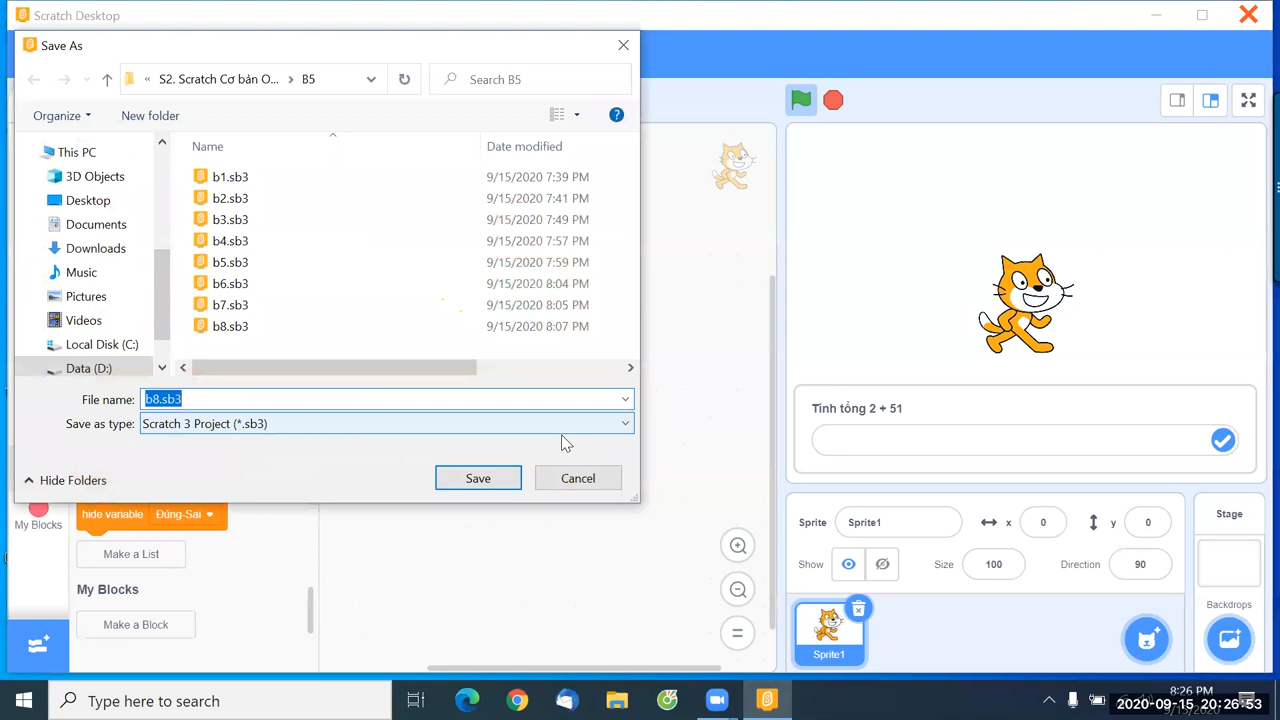 Scratch Desktop
Save As
« S2. Scratch Cơ bản O... > B5
Search B5
Organize
New folder
Name
Date modified
This PC
3D Objects
Desktop
Documents
Downloads
Music
Pictures
Videos
Local Disk (C:)
Data (D:)
b1.sb3 9/15/2020 7:39 PM
b2.sb3 9/15/2020 7:41 PM
b3.sb3 9/15/2020 7:49 PM
b4.sb3 9/15/2020 7:57 PM
b5.sb3 9/15/2020 7:59 PM
b6.sb3 9/15/2020 8:04 PM
b7.sb3 9/15/2020 8:05 PM
b8.sb3 9/15/2020 8:07 PM
File name: b8.sb3
Save as type: Scratch 3 Project (*.sb3)
Hide Folders
Save
Cancel
My Blocks
hide variable Đúng-Sai
Make a List
My Blocks
Make a Block
Tính tổng 2 + 51
Sprite Sprite1 x 0 y 0
Show Size 100 Direction 90
Sprite1
Stage
Backdrops
Type here to search
8:26 PM
2020-09-15 20:26:53